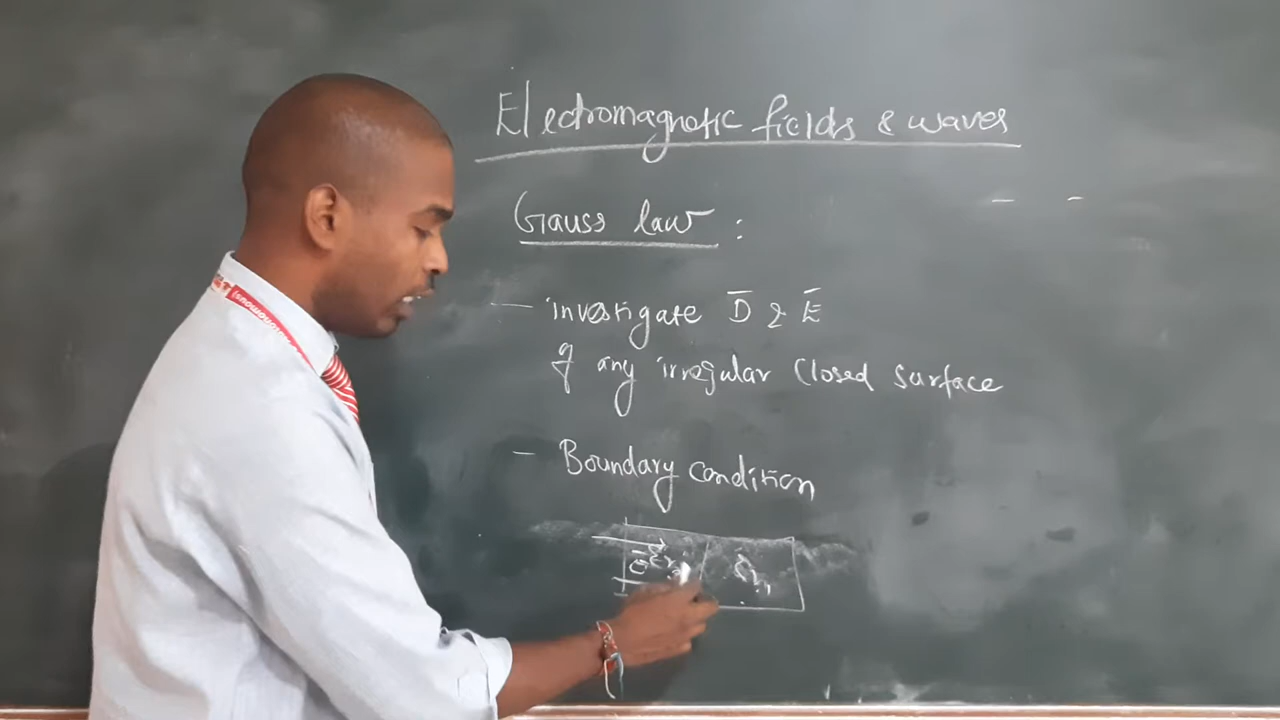 Electromagnetic fields & waves
Gauss law :
— investigate D̅ & E̅
of any irregular closed surface
— Boundary condition